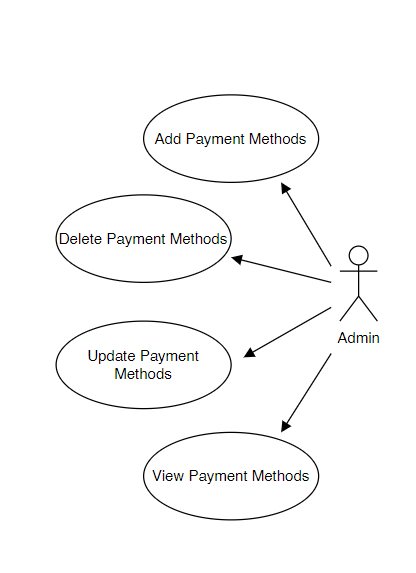 Add Payment Methods
Delete Payment Methods
Admin
Update Payment
Methods
View Payment Methods